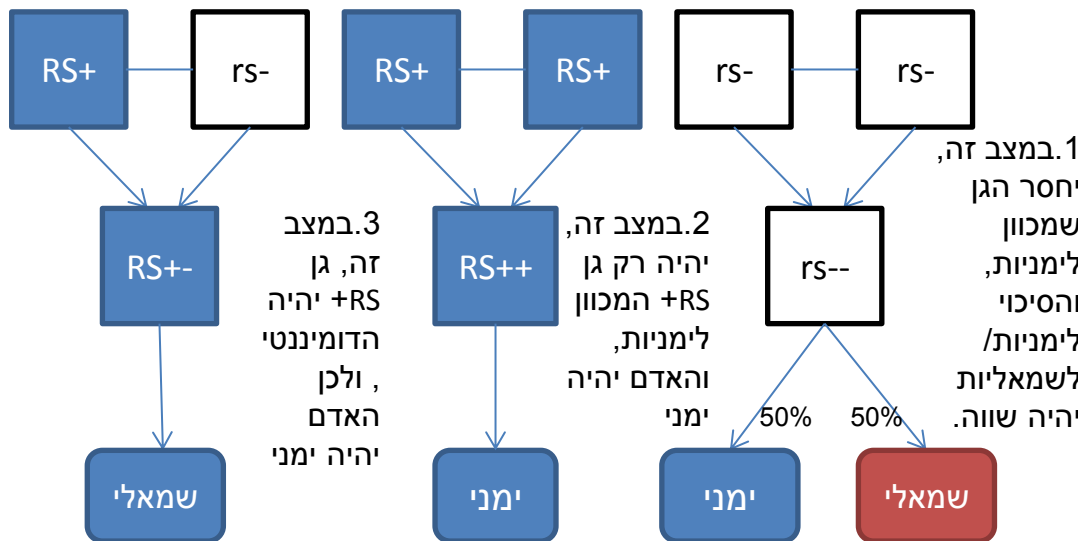 RS+
rs-
RS+
RS+
rs-
rs-
1.במצב זה,
יחסר הגן
שמכוון
לימניות,
והסיכוי
לימניות/
לשמאליות
יהיה שווה.
2.במצב זה,
יהיה רק גן
RS+ המכוון
לימניות,
והאדם יהיה
ימני
3.במצב
זה, גן
RS+ יהיה
הדומיננטי
, ולכן
האדם
יהיה ימני
RS+-
RS++
rs--
50%
50%
שמאלי
ימני
ימני
שמאלי